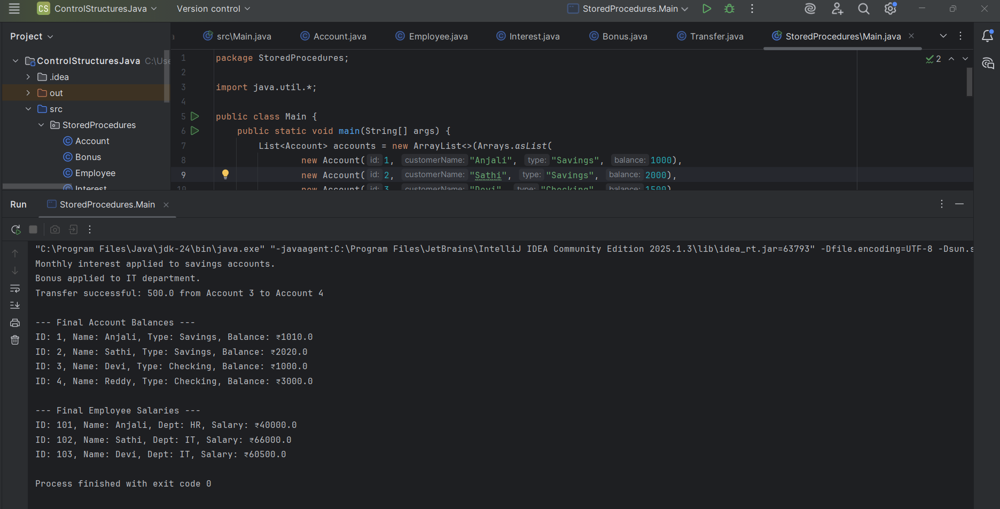 CS ControlStructuresJava Version control StoredProcedures.Main
Project
src\Main.java Account.java Employee.java Interest.java Bonus.java Transfer.java StoredProcedures\Main.java
ControlStructuresJava C:\Use
.idea
out
src
StoredProcedures
Account
Bonus
Employee
Interest
2
1 package StoredProcedures;
2
3 import java.util.*;
4
5 public class Main {
6 public static void main(String[] args) {
7 List<Account> accounts = new ArrayList<>(Arrays.asList(
8 new Account( id: 1, customerName: "Anjali", type: "Savings", balance: 1000),
9 new Account( id: 2, customerName: "Sathi", type: "Savings", balance: 2000),
10 new Account( id: 3, customerName: "Devi", type: "Checking", balance: 1500),
Run StoredProcedures.Main
"C:\Program Files\Java\jdk-24\bin\java.exe" "-javaagent:C:\Program Files\JetBrains\IntelliJ IDEA Community Edition 2025.1.3\lib\idea_rt.jar=63793" -Dfile.encoding=UTF-8 -Dsun.s
Monthly interest applied to savings accounts.
Bonus applied to IT department.
Transfer successful: 500.0 from Account 3 to Account 4
--- Final Account Balances ---
ID: 1, Name: Anjali, Type: Savings, Balance: ₹1010.0
ID: 2, Name: Sathi, Type: Savings, Balance: ₹2020.0
ID: 3, Name: Devi, Type: Checking, Balance: ₹1000.0
ID: 4, Name: Reddy, Type: Checking, Balance: ₹3000.0
--- Final Employee Salaries ---
ID: 101, Name: Anjali, Dept: HR, Salary: ₹40000.0
ID: 102, Name: Sathi, Dept: IT, Salary: ₹66000.0
ID: 103, Name: Devi, Dept: IT, Salary: ₹60500.0
Process finished with exit code 0